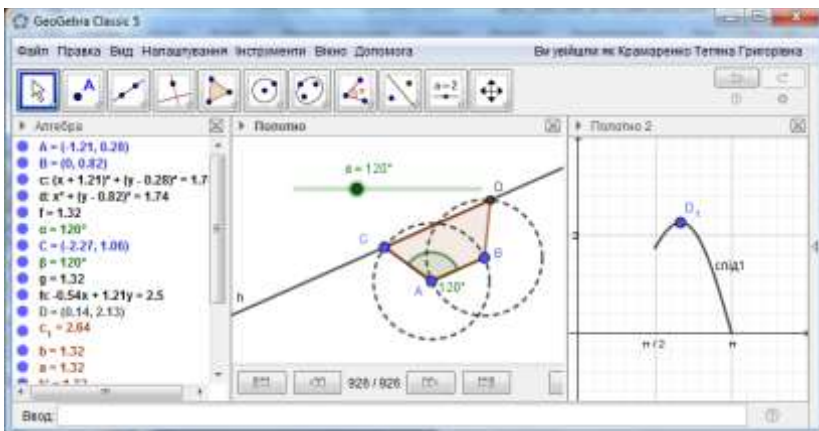 GeoGebra Classic 5
Файл Правка Вид Налаштування Інструменти Вікно Допомога
Ви увійшли як Крамаренко Тетяна Григорівна
A
a=2
Алгебра
A = (-1.21, 0.28)
B = (0, 0.82)
c: (x + 1.21)² + (y - 0.28)² = 1.7
d: x² + (y - 0.82)² = 1.74
f = 1.32
α = 120°
C = (-2.27, 1.06)
β = 120°
g = 1.32
h: -0.54x + 1.21y = 2.5
D = (0.14, 2.13)
c₁ = 2.64
b = 1.32
a = 1.32
Полотно
α = 120°
D
C
B
A
120°
h
928 / 928
Полотно 2
D₁
слід1
2
π / 2
π
Ввод: